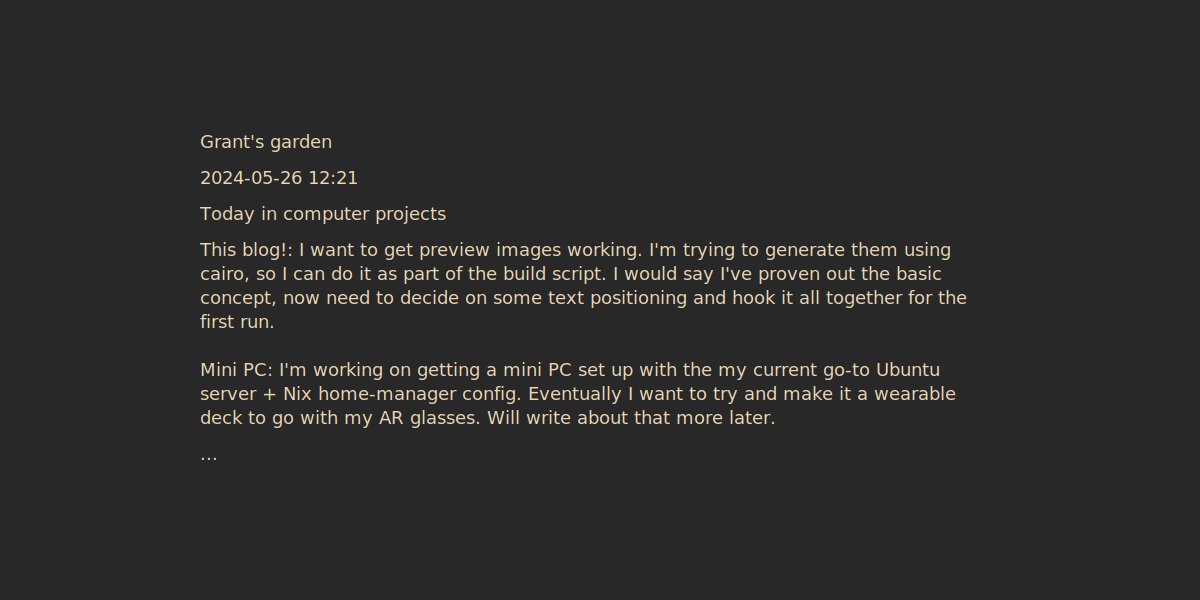 Grant's garden
2024-05-26 12:21
Today in computer projects
This blog!: I want to get preview images working. I'm trying to generate them using
cairo, so I can do it as part of the build script. I would say I've proven out the basic
concept, now need to decide on some text positioning and hook it all together for the
first run.
Mini PC: I'm working on getting a mini PC set up with the my current go-to Ubuntu
server + Nix home-manager config. Eventually I want to try and make it a wearable
deck to go with my AR glasses. Will write about that more later.
...